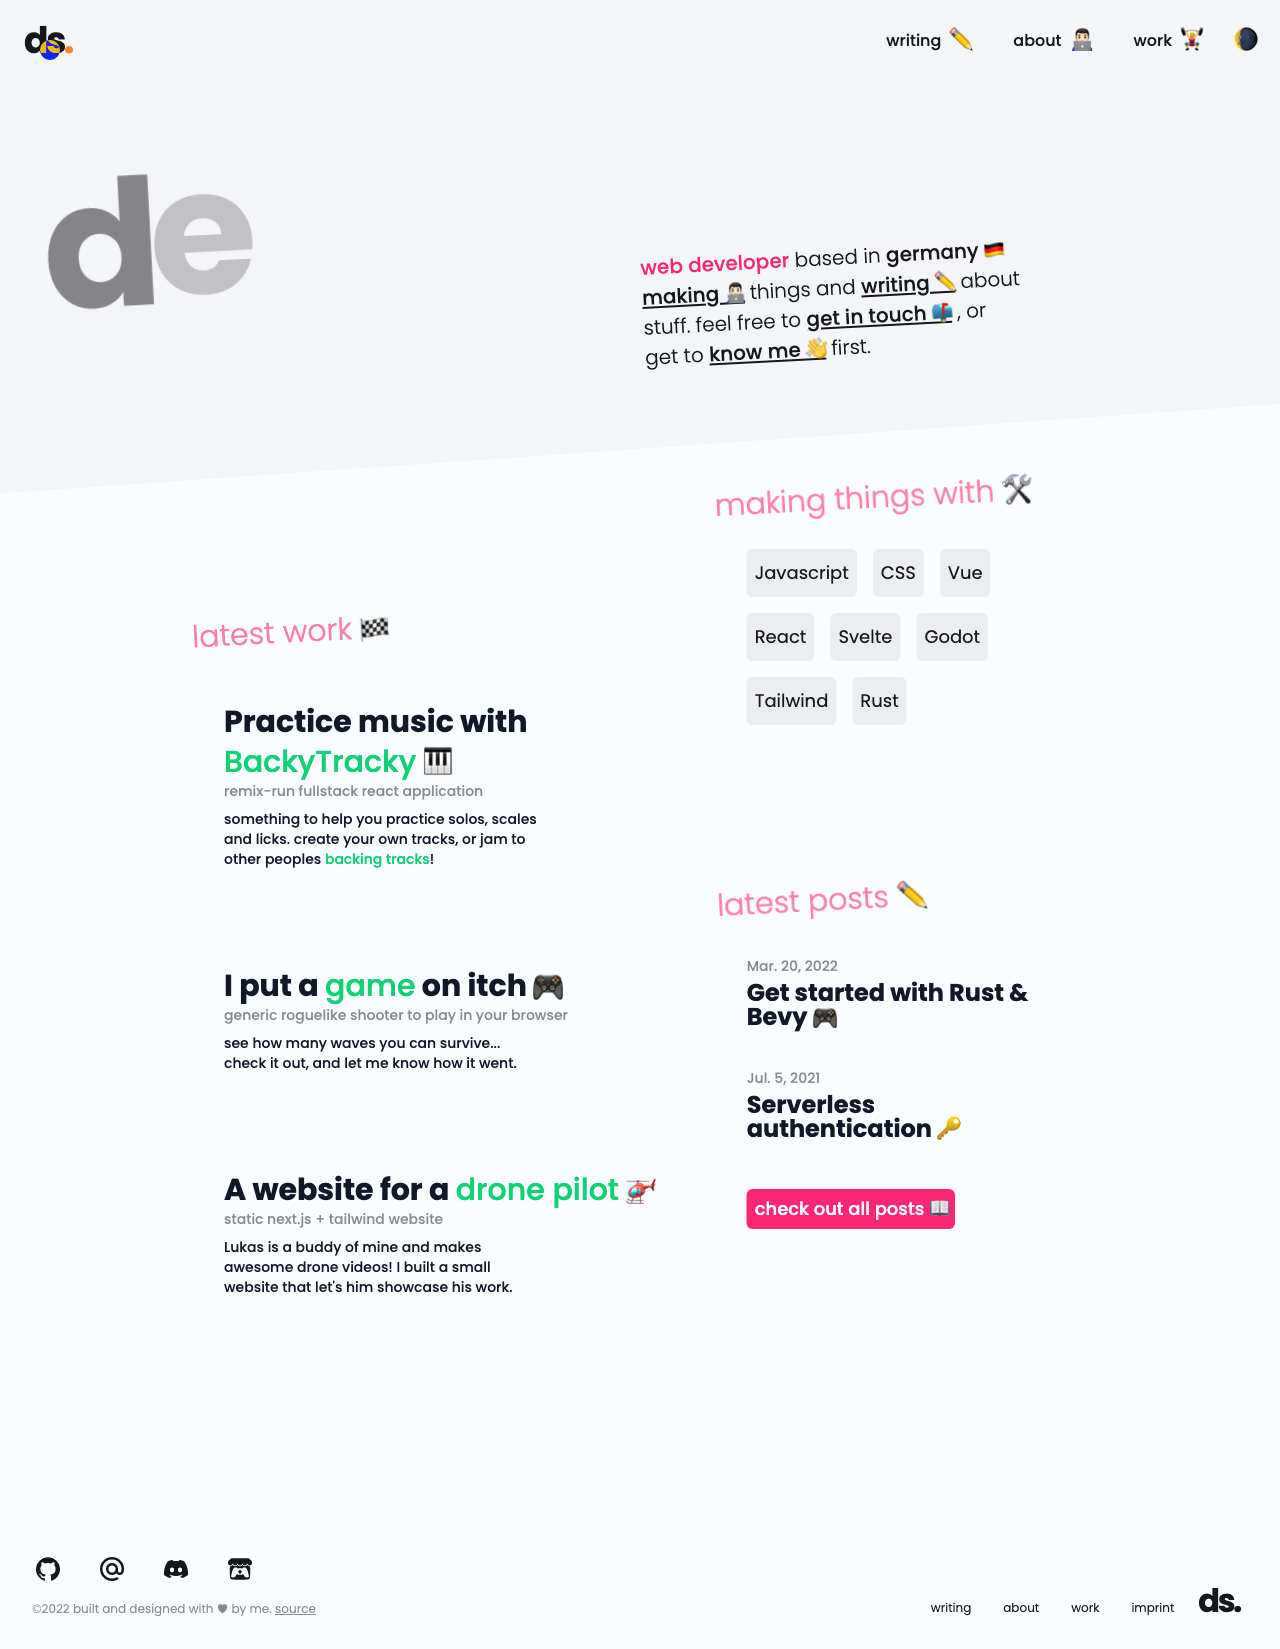 ds.
writing ✏️
about 👨🏻‍💻
work 🏋🏻
de
web developer based in germany 🇩🇪
making 👨🏻‍💻 things and writing ✏️ about
stuff. feel free to get in touch 📫 , or
get to know me 👋 first.
making things with 🛠
Javascript
CSS
Vue
React
Svelte
Godot
Tailwind
Rust
latest work 🏁
Practice music with
BackyTracky 🎹
remix-run fullstack react application
something to help you practice solos, scales
and licks. create your own tracks, or jam to
other peoples backing tracks!
I put a game on itch 🎮
generic roguelike shooter to play in your browser
see how many waves you can survive...
check it out, and let me know how it went.
A website for a drone pilot 🚁
static next.js + tailwind website
Lukas is a buddy of mine and makes
awesome drone videos! I built a small
website that let's him showcase his work.
latest posts ✏️
Mar. 20, 2022
Get started with Rust &
Bevy 🎮
Jul. 5, 2021
Serverless
authentication 🔑
check out all posts 📖
©2022 built and designed with ♥ by me. source
writing
about
work
imprint
ds.